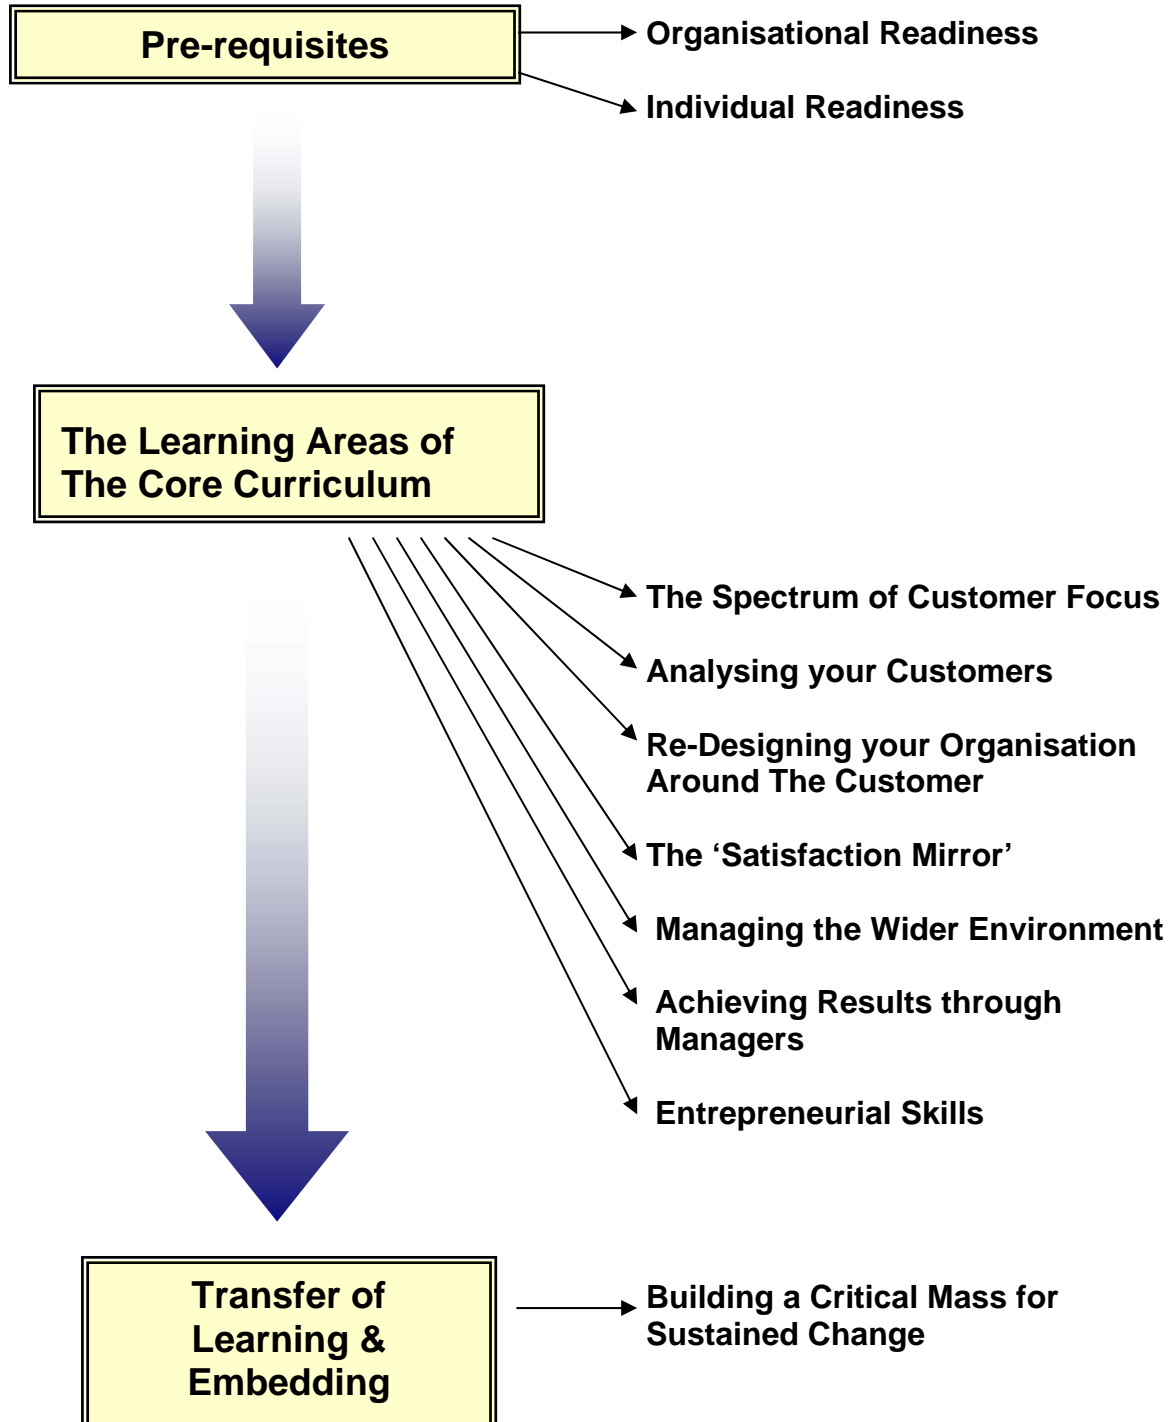 Pre-requisites
Organisational Readiness
Individual Readiness
The Learning Areas of
The Core Curriculum
The Spectrum of Customer Focus
Analysing your Customers
Re-Designing your Organisation
Around The Customer
The ‘Satisfaction Mirror’
Managing the Wider Environment
Achieving Results through
Managers
Entrepreneurial Skills
Transfer of
Learning &
Embedding
Building a Critical Mass for
Sustained Change